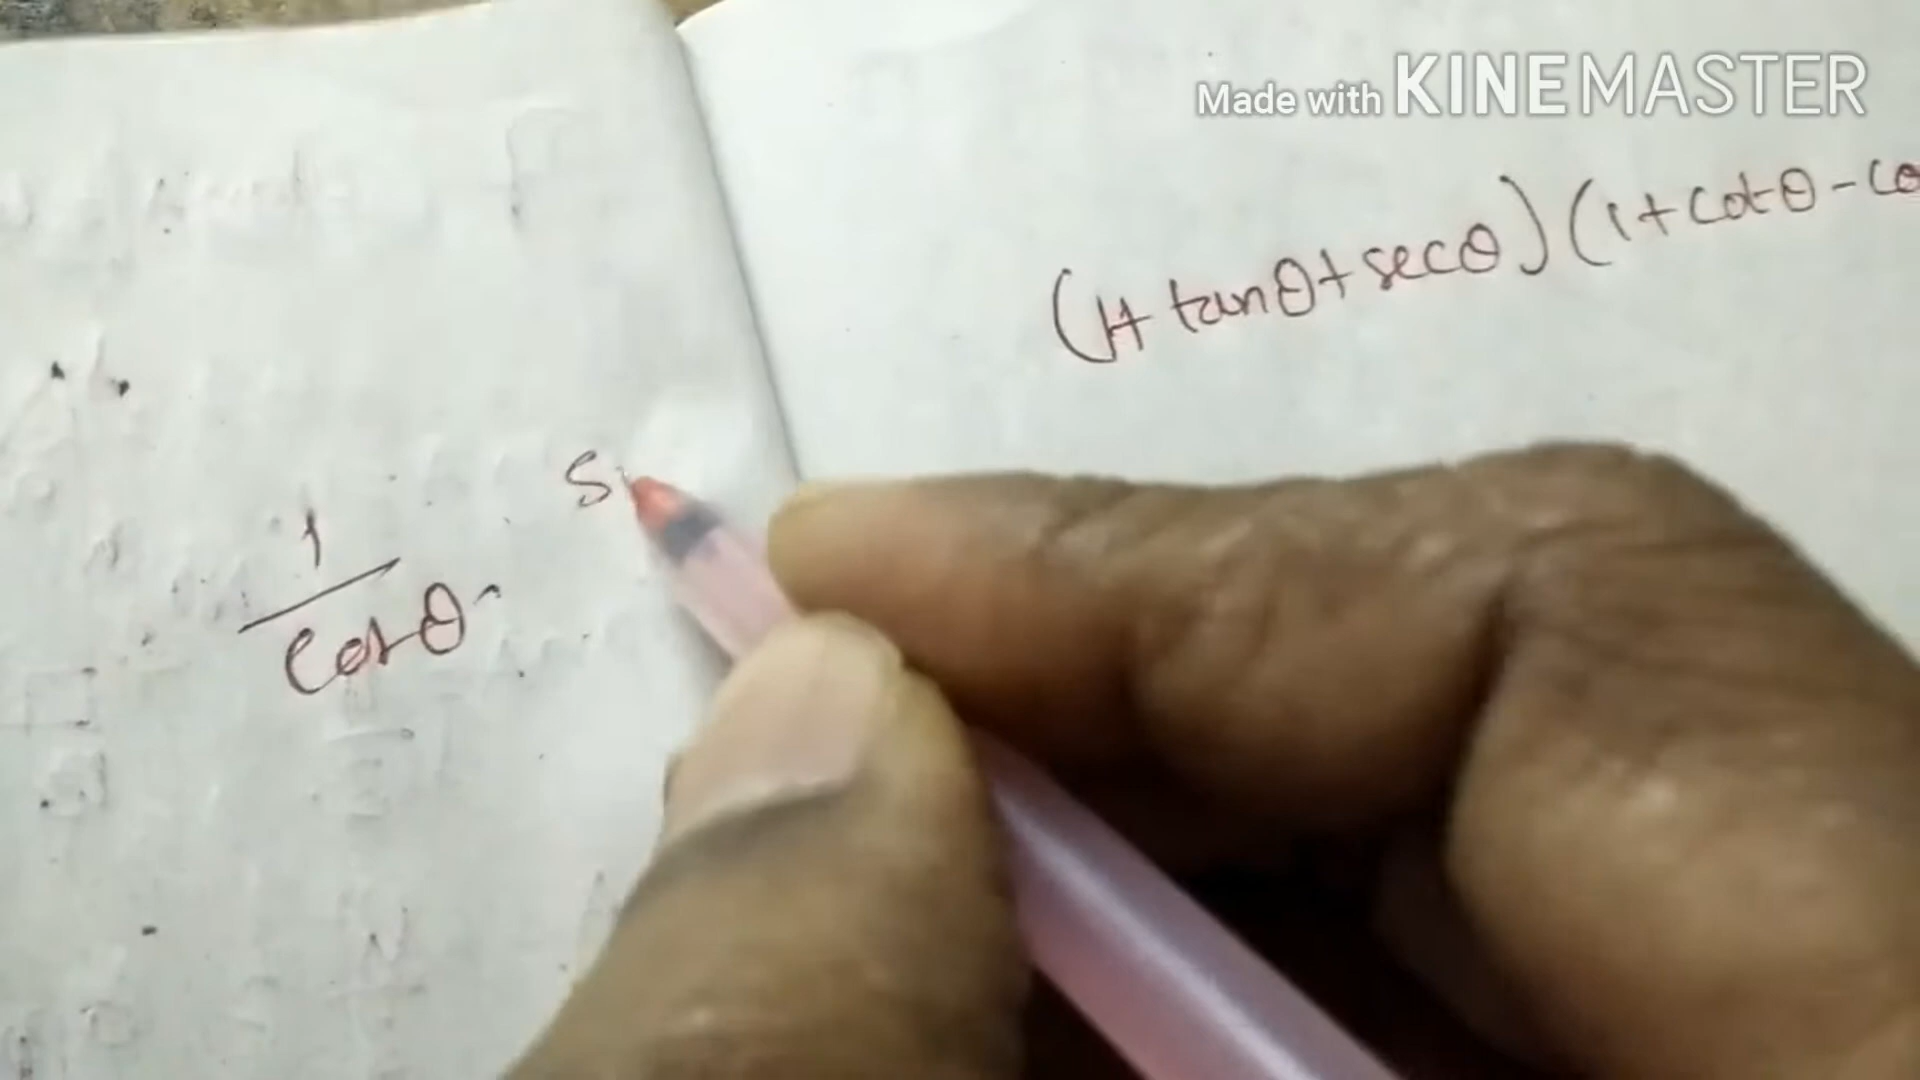 Made with KINEMASTER
(1+ tanθ + secθ) (1 + cotθ - co
S
1
cotθ